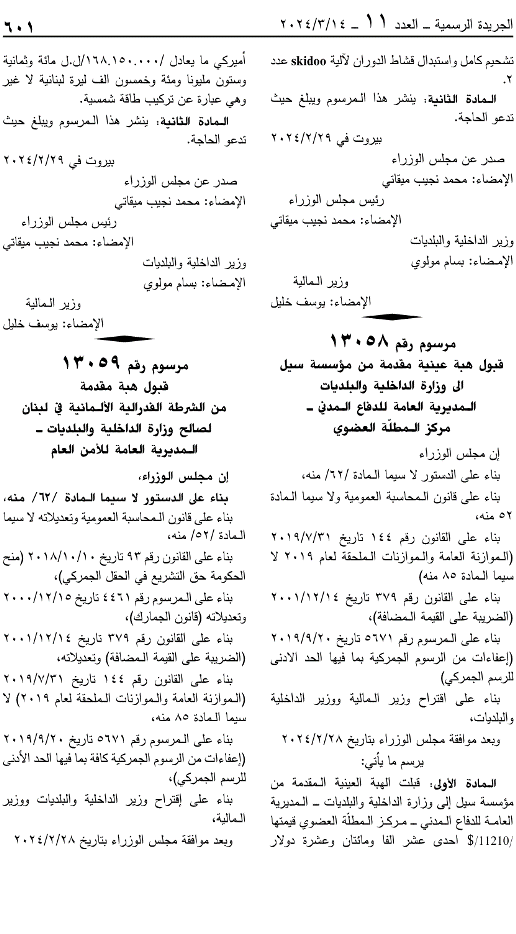 الجريدة الرسمية ــ العدد ١١ ــ ٢٠٢٤/٣/١٤
٦٠١
تشحيم كامل واستبدال قشاط الدوران لآلية skidoo عدد
٢.
المادة الثانية: ينشر هذا المرسوم ويبلغ حيث
تدعو الحاجة.
بيروت في ٢٠٢٤/٢/٢٩
صدر عن مجلس الوزراء
الإمضاء: محمد نجيب ميقاتي
رئيس مجلس الوزراء
الإمضاء: محمد نجيب ميقاتي
وزير الداخلية والبلديات
الإمضاء: بسام مولوي
وزير المالية
الإمضاء: يوسف خليل
مرسوم رقم ١٣٠٥٨
قبول هبة عينية مقدمة من مؤسسة سيل
الى وزارة الداخلية والبلديات
المديرية العامة للدفاع المدني ــ
مركز المطلّة العضوي
إن مجلس الوزراء
بناء على الدستور لا سيما المادة /٦٢/ منه،
بناء على قانون المحاسبة العمومية ولا سيما المادة
٥٢ منه،
بناء على القانون رقم ١٤٤ تاريخ ٢٠١٩/٧/٣١
(الموازنة العامة والموازنات الملحقة لعام ٢٠١٩ لا
سيما المادة ٨٥ منه)
بناء على القانون رقم ٣٧٩ تاريخ ٢٠٠١/١٢/١٤
(الضريبة على القيمة المضافة)،
بناء على المرسوم رقم ٥٦٧١ تاريخ ٢٠١٩/٩/٢٠
(إعفاءات من الرسوم الجمركية بما فيها الحد الادنى
للرسم الجمركي)
بناء على اقتراح وزير المالية ووزير الداخلية
والبلديات،
وبعد موافقة مجلس الوزراء بتاريخ ٢٠٢٤/٢/٢٨
يرسم ما يأتي:
المادة الأولى: قبلت الهبة العينية المقدمة من
مؤسسة سيل إلى وزارة الداخلية والبلديات ــ المديرية
العامة للدفاع المدني ــ مركز المطلّة العضوي قيمتها
/11210/$ احدى عشر الفا ومائتان وعشرة دولار
أميركي ما يعادل /١٦٨.١٥٠.٠٠٠/ل.ل مائة وثمانية
وستون مليونا ومئة وخمسون الف ليرة لبنانية لا غير
وهي عبارة عن تركيب طاقة شمسية.
المادة الثانية: ينشر هذا المرسوم ويبلغ حيث
تدعو الحاجة.
بيروت في ٢٠٢٤/٢/٢٩
صدر عن مجلس الوزراء
الإمضاء: محمد نجيب ميقاتي
رئيس مجلس الوزراء
الإمضاء: محمد نجيب ميقاتي
وزير الداخلية والبلديات
الإمضاء: بسام مولوي
وزير المالية
الإمضاء: يوسف خليل
مرسوم رقم ١٣٠٥٩
قبول هبة مقدمة
من الشرطة الفدرالية الألمانية في لبنان
لصالح وزارة الداخلية والبلديات ــ
المديرية العامة للأمن العام
إن مجلس الوزراء،
بناء على الدستور لا سيما المادة /٦٢/ منه،
بناء على قانون المحاسبة العمومية وتعديلاته لا سيما
المادة /٥٢/ منه،
بناء على القانون رقم ٩٣ تاريخ ٢٠١٨/١٠/١٠ (منح
الحكومة حق التشريع في الحقل الجمركي)،
بناء على المرسوم رقم ٤٤٦١ تاريخ ٢٠٠٠/١٢/١٥
وتعديلاته (قانون الجمارك)،
بناء على القانون رقم ٣٧٩ تاريخ ٢٠٠١/١٢/١٤
(الضريبة على القيمة المضافة) وتعديلاته،
بناء على القانون رقم ١٤٤ تاريخ ٢٠١٩/٧/٣١
(الموازنة العامة والموازنات الملحقة لعام ٢٠١٩) لا
سيما المادة ٨٥ منه،
بناء على المرسوم رقم ٥٦٧١ تاريخ ٢٠١٩/٩/٢٠
(إعفاءات من الرسوم الجمركية كافة بما فيها الحد الأدنى
للرسم الجمركي)،
بناء على إقتراح وزير الداخلية والبلديات ووزير
المالية،
وبعد موافقة مجلس الوزراء بتاريخ ٢٠٢٤/٢/٢٨